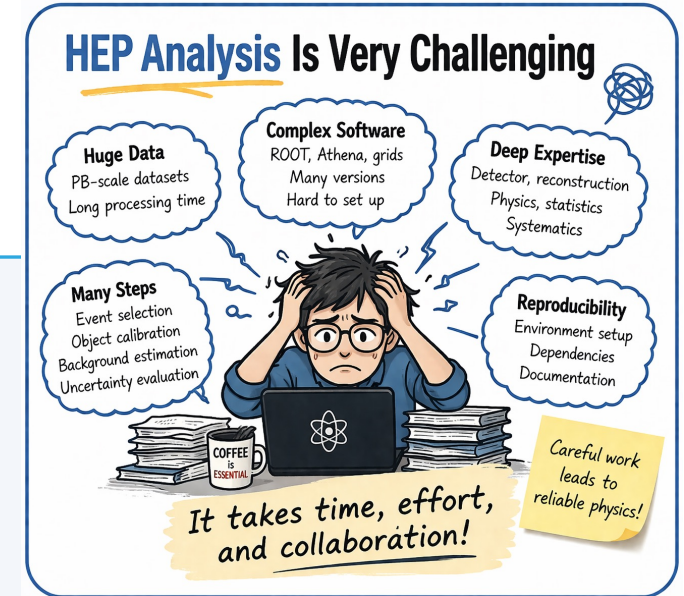 HEP Analysis Is Very Challenging
Huge Data
PB-scale datasets
Long processing time
Complex Software
ROOT, Athena, grids
Many versions
Hard to set up
Deep Expertise
Detector, reconstruction
Physics, statistics
Systematics
Many Steps
Event selection
Object calibration
Background estimation
Uncertainty evaluation
Reproducibility
Environment setup
Dependencies
Documentation
COFFEE
is
ESSENTIAL
Careful work
leads to
reliable physics!
It takes time, effort,
and collaboration!